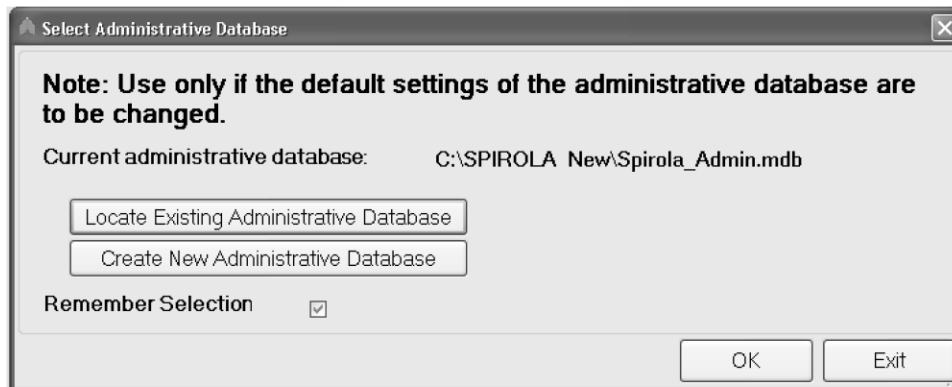 Select Administrative Database
Note: Use only if the default settings of the administrative database are
to be changed.
Current administrative database: C:\SPIROLA New\Spirola_Admin.mdb
Locate Existing Administrative Database
Create New Administrative Database
Remember Selection
OK Exit